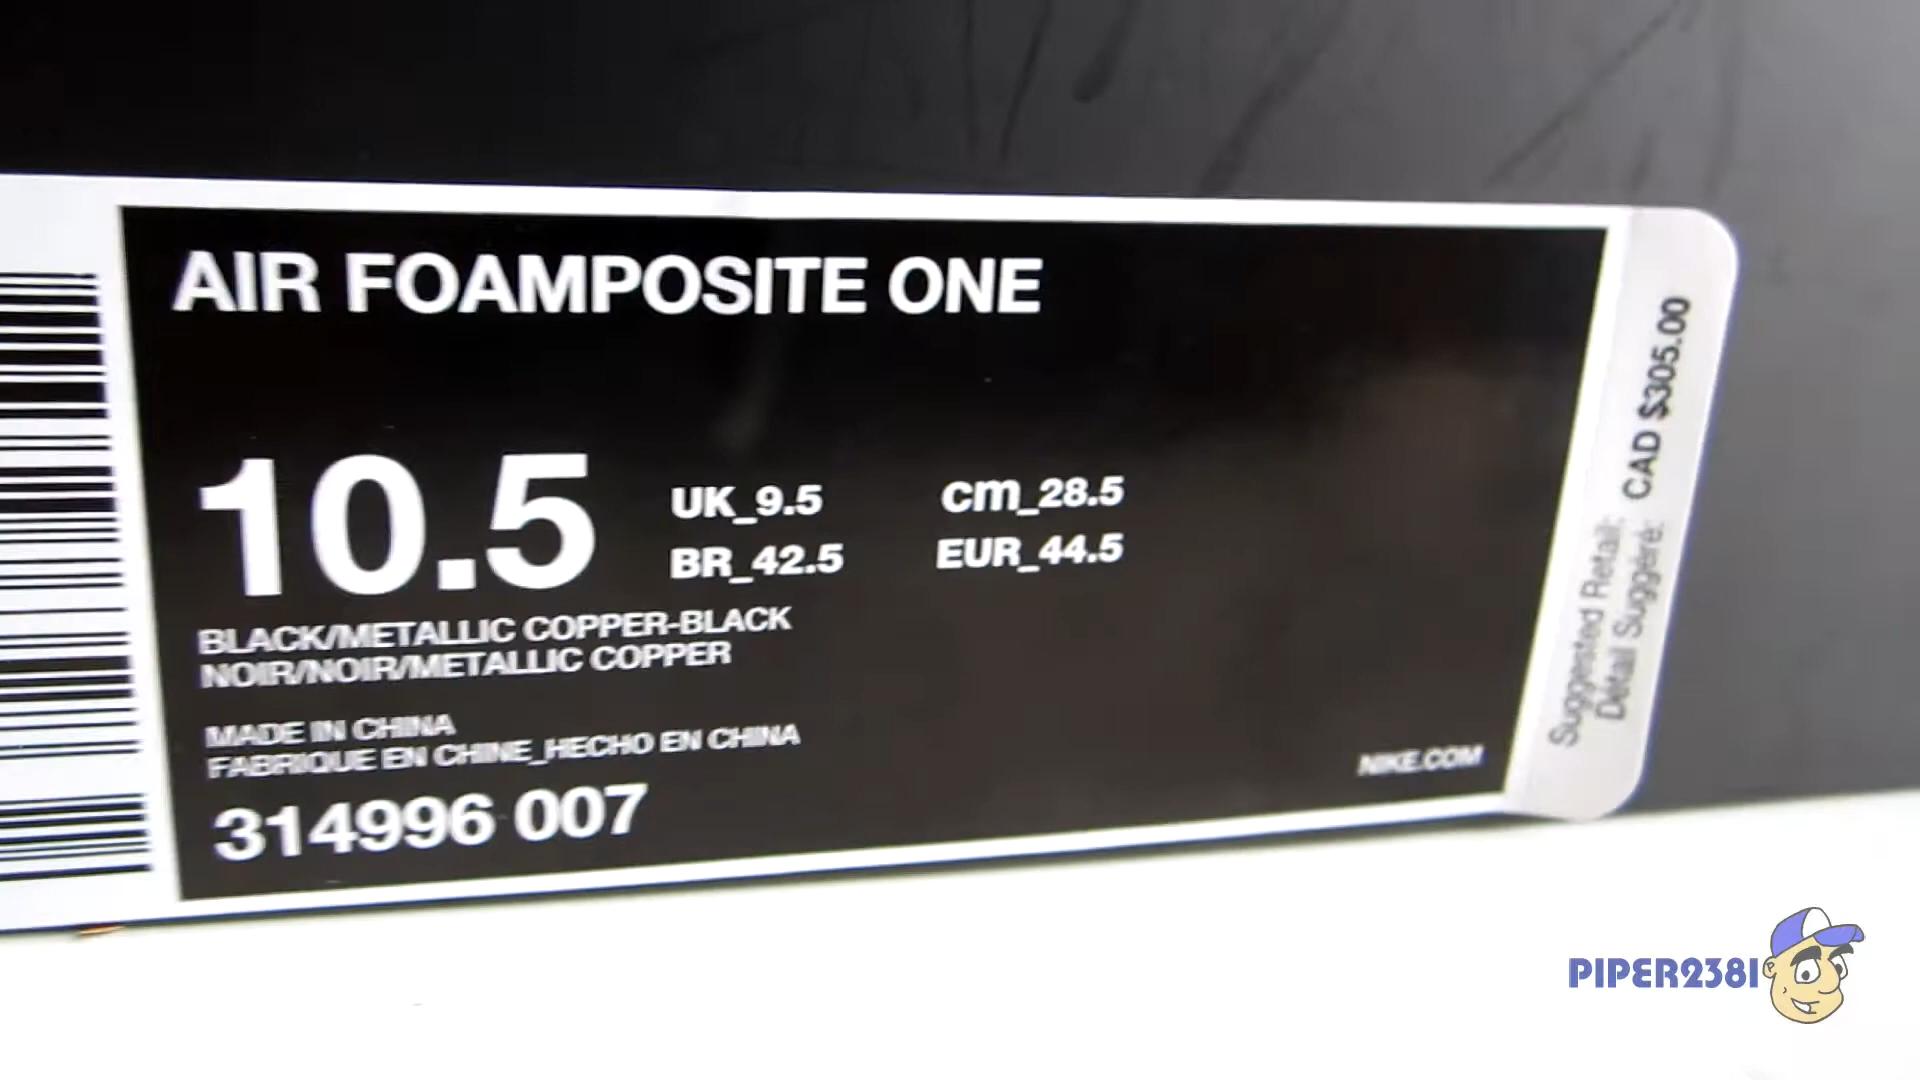 AIR FOAMPOSITE ONE
10.5
UK_9.5
cm_28.5
BR_42.5
EUR_44.5
BLACK/METALLIC COPPER-BLACK
NOIR/NOIR/METALLIC COPPER
MADE IN CHINA
FABRIQUE EN CHINE_HECHO EN CHINA
314996 007
NIKE.COM
Suggested Retail:
Détail Suggéré:
CAD $305.00
PIPER2381